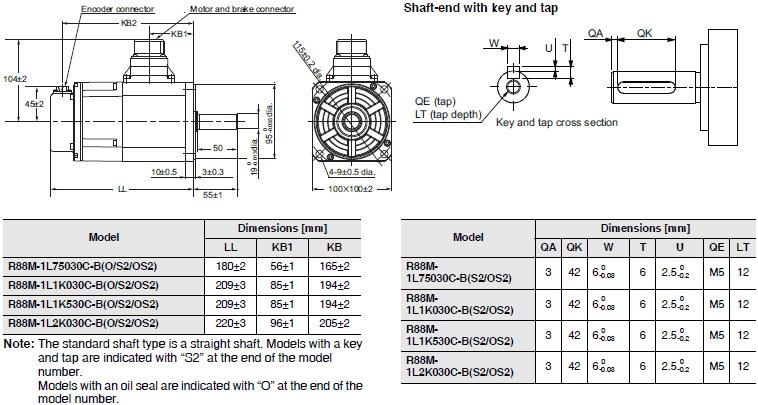 Encoder connector
Motor and brake connector
KB2
KB1
104±2
45±2
LL
10±0.5
3±0.3
50
55±1
95 0 -0.035 dia.
115±0.2 dia.
4-9±0.5 dia.
100×100±2
Shaft-end with key and tap
W
U
T
QA
QK
QE (tap)
LT (tap depth)
Key and tap cross section
Model
Dimensions [mm]
LL KB1 KB
R88M-1L75030C-B(O/S2/OS2) 180±2 56±1 165±2
R88M-1L1K030C-B(O/S2/OS2) 209±3 85±1 194±2
R88M-1L1K530C-B(O/S2/OS2) 209±3 85±1 194±2
R88M-1L2K030C-B(O/S2/OS2) 220±3 96±1 205±2
Note: The standard shaft type is a straight shaft. Models with a key
and tap are indicated with “S2” at the end of the model
number.
Models with an oil seal are indicated with “O” at the end of the
model number.
Model
Dimensions [mm]
QA QK W T U QE LT
R88M-
1L75030C-B(S2/OS2) 3 42 6 0 -0.03 6 2.5 0 -0.2 M5 12
R88M-
1L1K030C-B(S2/OS2) 3 42 6 0 -0.03 6 2.5 0 -0.2 M5 12
R88M-
1L1K530C-B(S2/OS2) 3 42 6 0 -0.03 6 2.5 0 -0.2 M5 12
R88M-
1L2K030C-B(S2/OS2) 3 42 6 0 -0.03 6 2.5 0 -0.2 M5 12